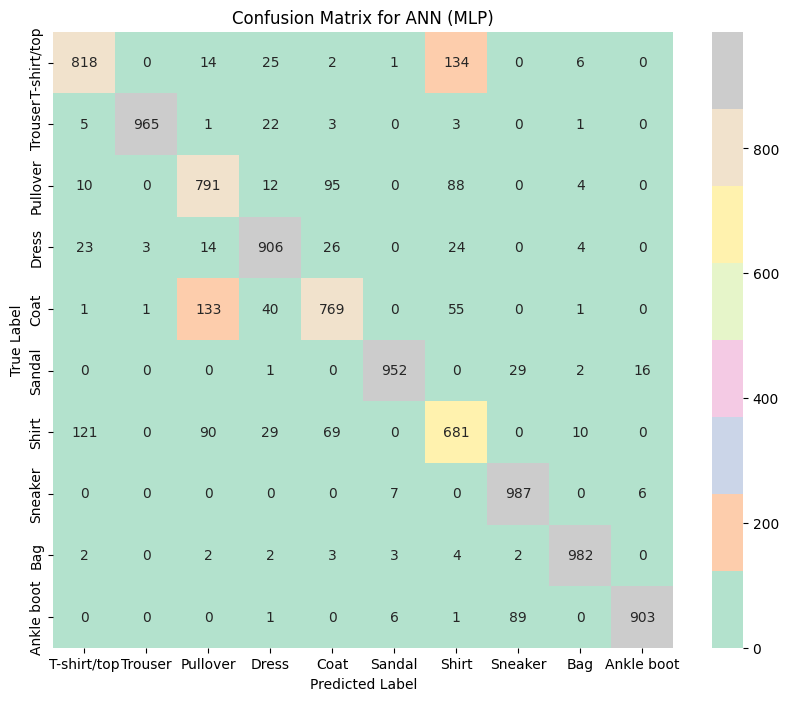 Confusion Matrix for ANN (MLP)
T-shirt/top 818 0 14 25 2 1 134 0 6 0
Trouser 5 965 1 22 3 0 3 0 1 0
Pullover 10 0 791 12 95 0 88 0 4 0
Dress 23 3 14 906 26 0 24 0 4 0
Coat 1 1 133 40 769 0 55 0 1 0
Sandal 0 0 0 1 0 952 0 29 2 16
Shirt 121 0 90 29 69 0 681 0 10 0
Sneaker 0 0 0 0 0 7 0 987 0 6
Bag 2 0 2 2 3 3 4 2 982 0
Ankle boot 0 0 0 1 0 6 1 89 0 903
T-shirt/top Trouser Pullover Dress Coat Sandal Shirt Sneaker Bag Ankle boot
Predicted Label
True Label
800
600
400
200
0